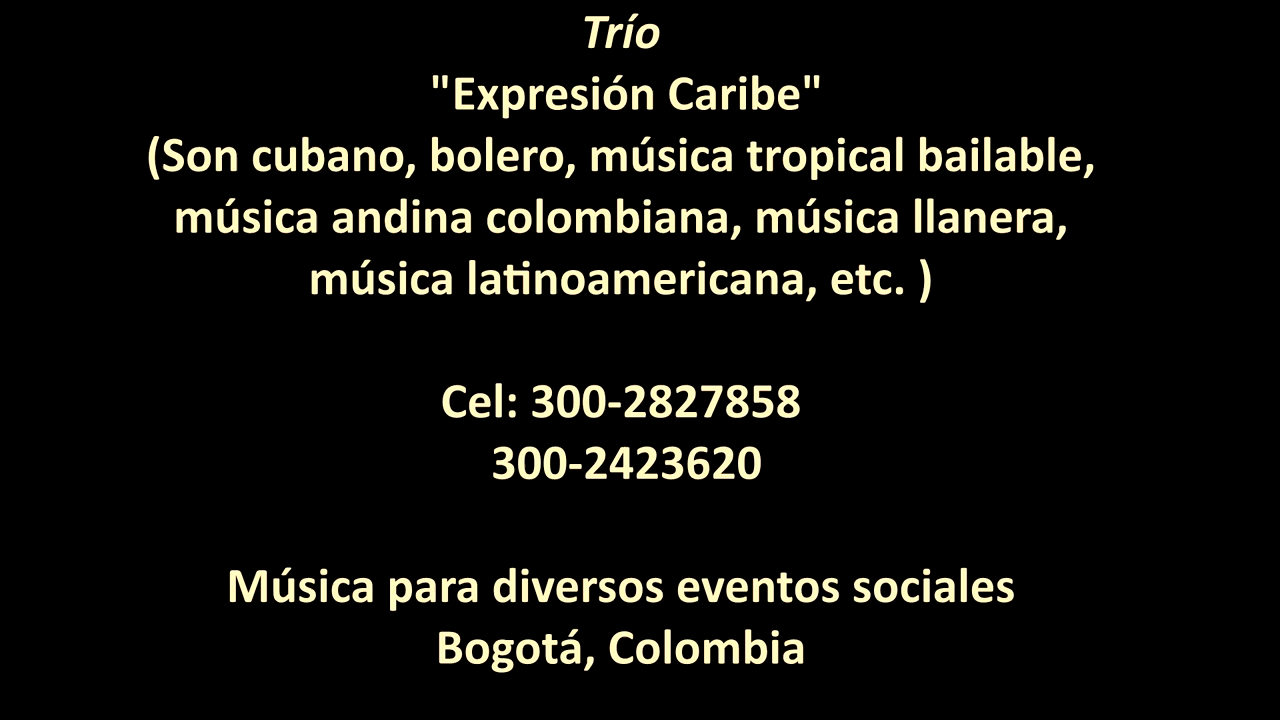 Trío
"Expresión Caribe"
(Son cubano, bolero, música tropical bailable,
música andina colombiana, música llanera,
música latinoamericana, etc. )
Cel: 300-2827858
300-2423620
Música para diversos eventos sociales
Bogotá, Colombia